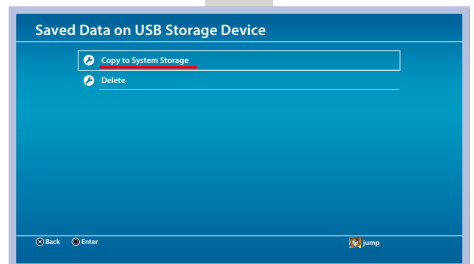 Saved Data on USB Storage Device
Copy to System Storage
Delete
Back Enter Jump